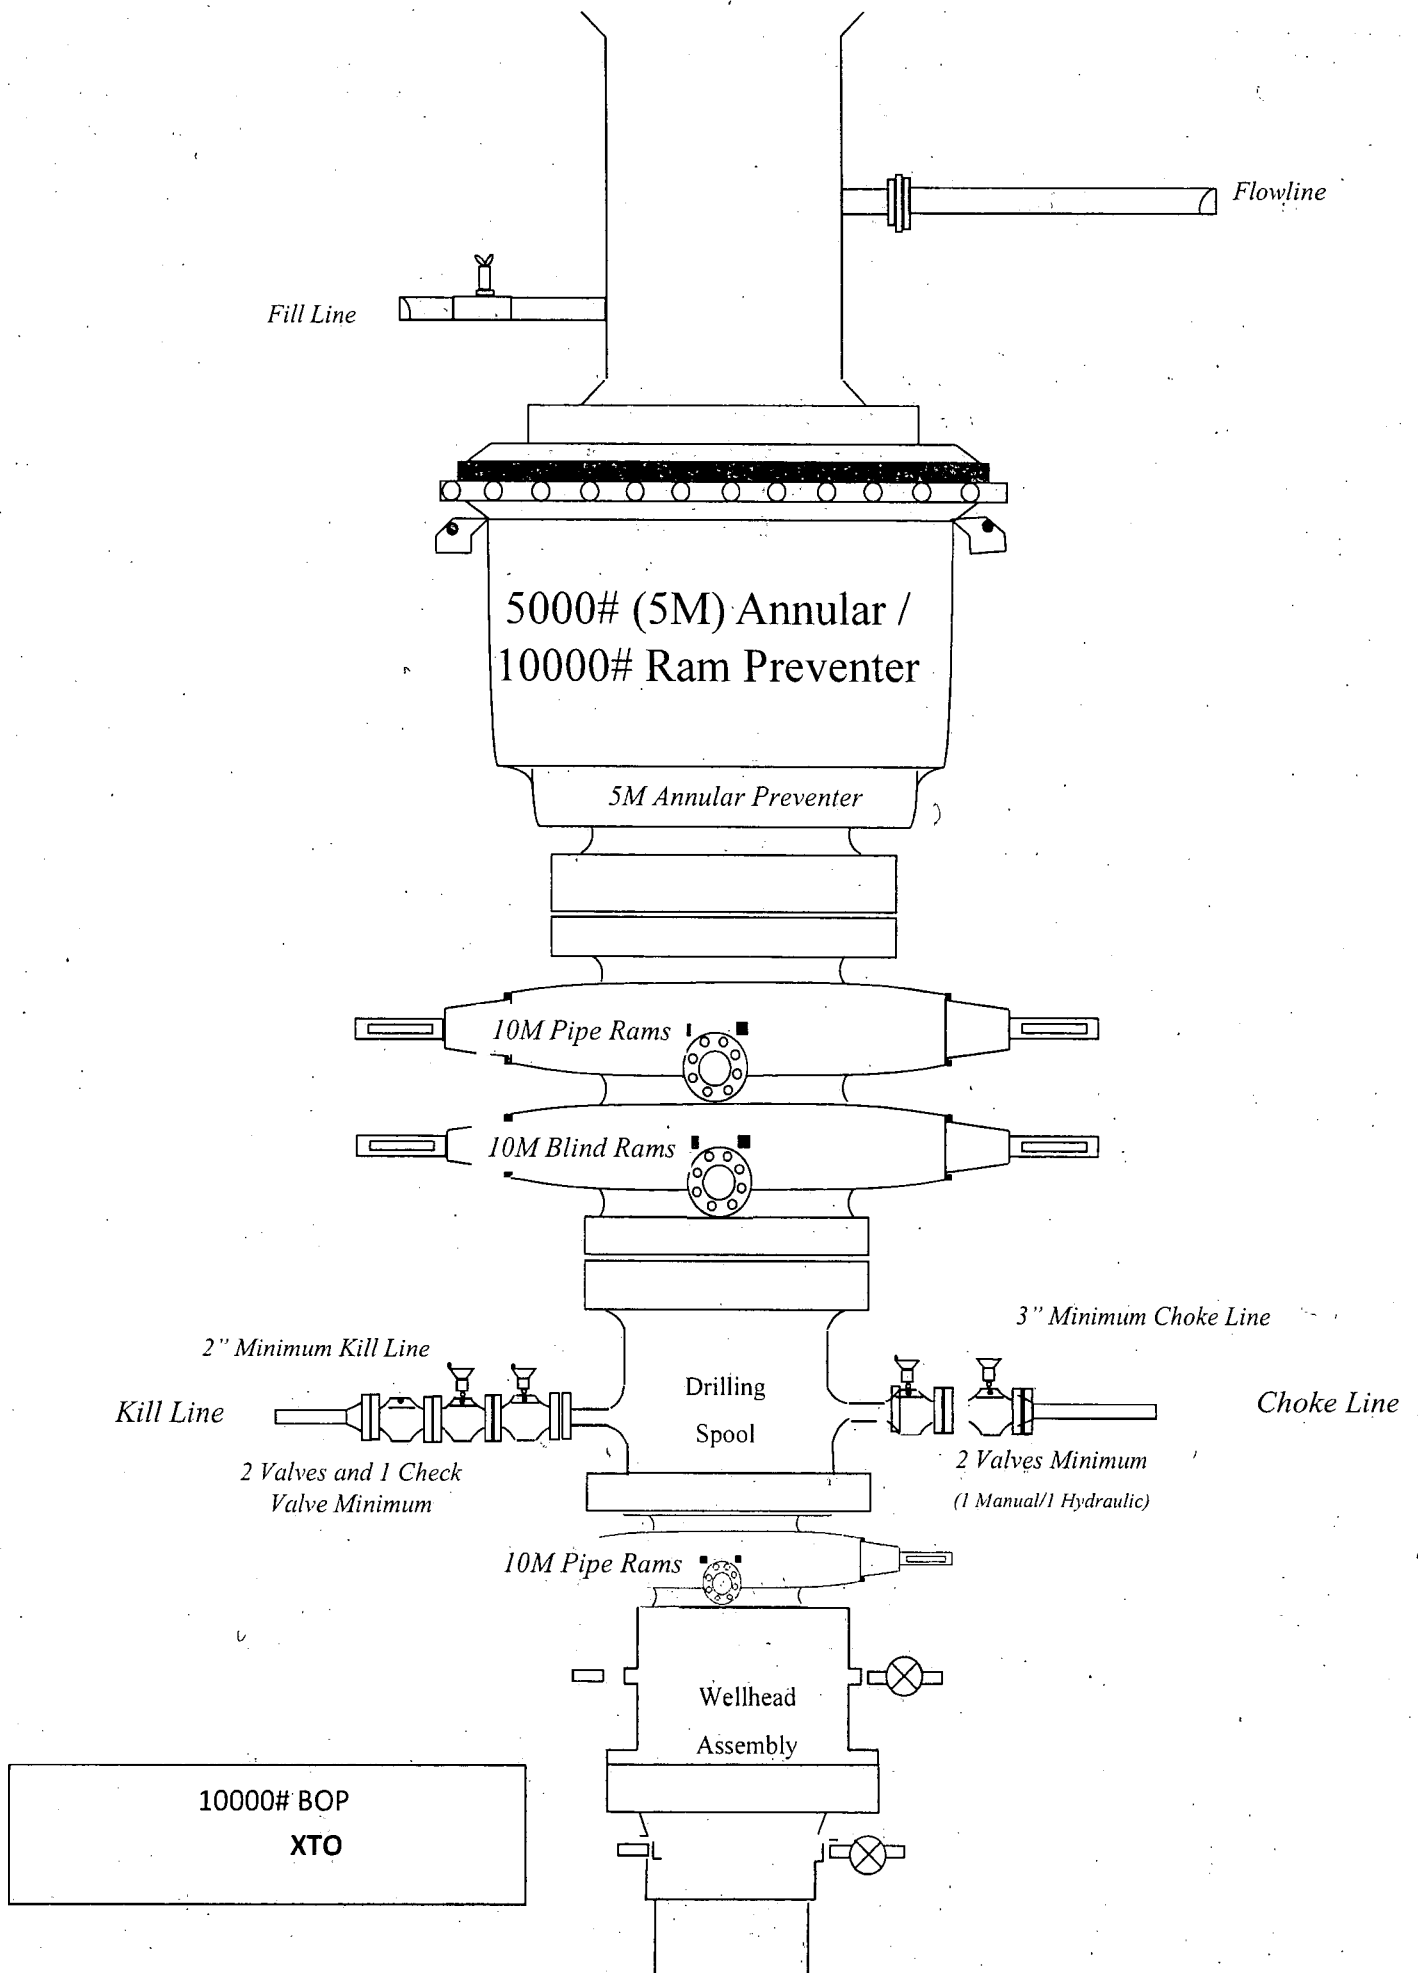 Flowline
Fill Line
5000# (5M) Annular /
10000# Ram Preventer
5M Annular Preventer
10M Pipe Rams
10M Blind Rams
3" Minimum Choke Line
2" Minimum Kill Line
Drilling
Spool
Kill Line
Choke Line
2 Valves and 1 Check
Valve Minimum
2 Valves Minimum
(1 Manual/1 Hydraulic)
10M Pipe Rams
Wellhead
Assembly
10000# BOP
XTO